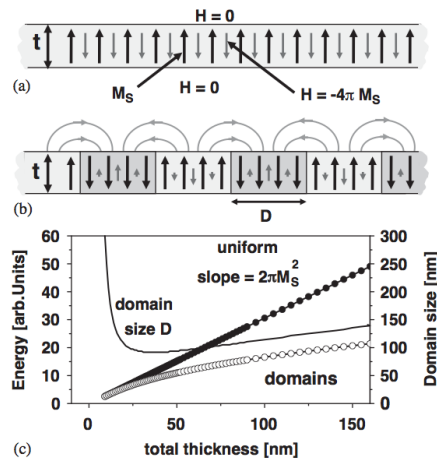 H = 0
t
(a)
M_S
H = 0
H = -4π M_S
t
(b)
D
60
50
40
30
20
10
0
Energy [arb.Units]
uniform
slope = 2πM_S^2
domain
size D
domains
300
250
200
150
100
50
0
Domain size [nm]
0
50
100
150
(c)
total thickness [nm]